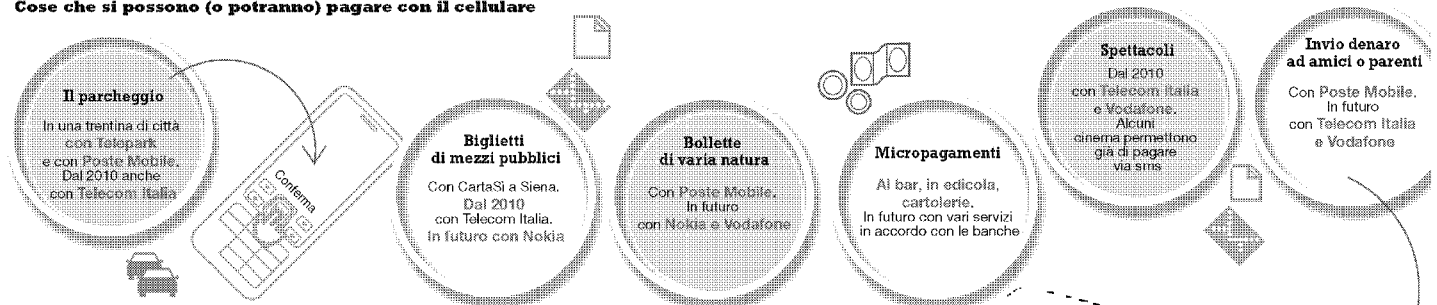 Cose che si possono (o potranno) pagare con il cellulare
Il parcheggio
In una trentina di città
con Telepark
e con Poste Mobile.
Dal 2010 anche
con Telecom Italia
Conferma
Biglietti
di mezzi pubblici
Con CartaSì a Siena.
Dal 2010
con Telecom Italia.
In futuro con Nokia
Bollette
di varia natura
Con Poste Mobile.
In futuro
con Nokia e Vodafone
Micropagamenti
Al bar, in edicola,
cartolerie.
In futuro con vari servizi
in accordo con le banche
Spettacoli
Dal 2010
con Telecom Italia
e Vodafone.
Alcuni
cinema permettono
già di pagare
via sms
Invio denaro
ad amici o parenti
Con Poste Mobile.
In futuro
con Telecom Italia
e Vodafone